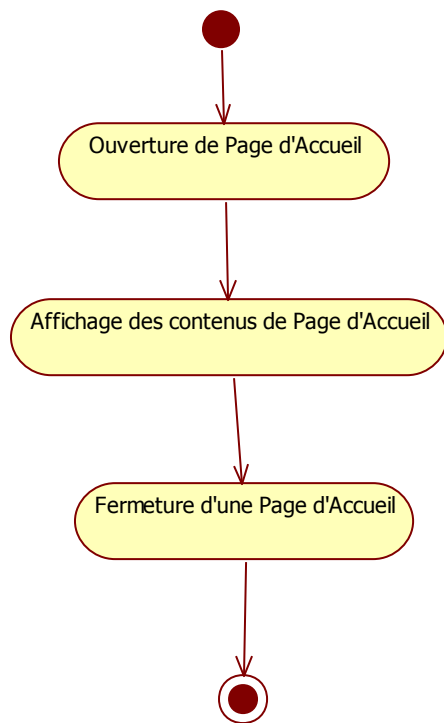 Ouverture de Page d'Accueil
Affichage des contenus de Page d'Accueil
Fermeture d'une Page d'Accueil